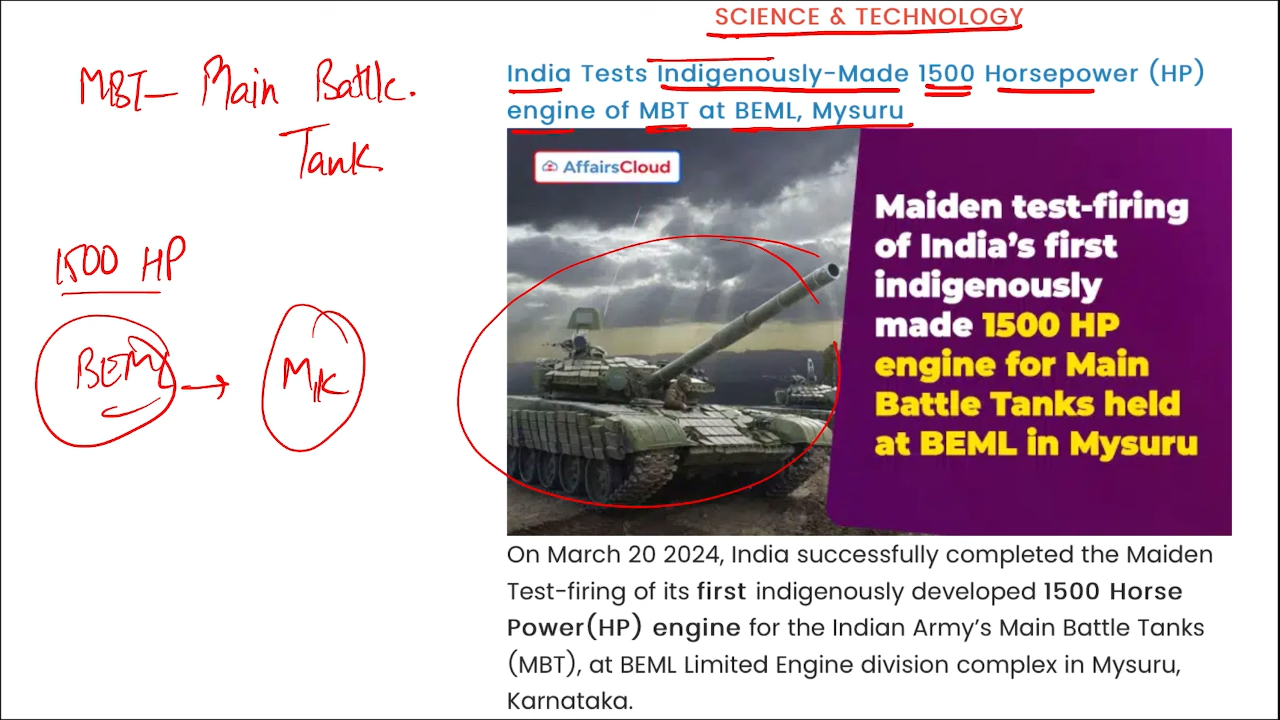 SCIENCE & TECHNOLOGY
India Tests Indigenously-Made 1500 Horsepower (HP)
engine of MBT at BEML, Mysuru
MBT- Main Battle.
Tank
1500 HP
BEML → M/K
AffairsCloud
Maiden test-firing
of India's first
indigenously
made 1500 HP
engine for Main
Battle Tanks held
at BEML in Mysuru
On March 20 2024, India successfully completed the Maiden
Test-firing of its first indigenously developed 1500 Horse
Power(HP) engine for the Indian Army's Main Battle Tanks
(MBT), at BEML Limited Engine division complex in Mysuru,
Karnataka.